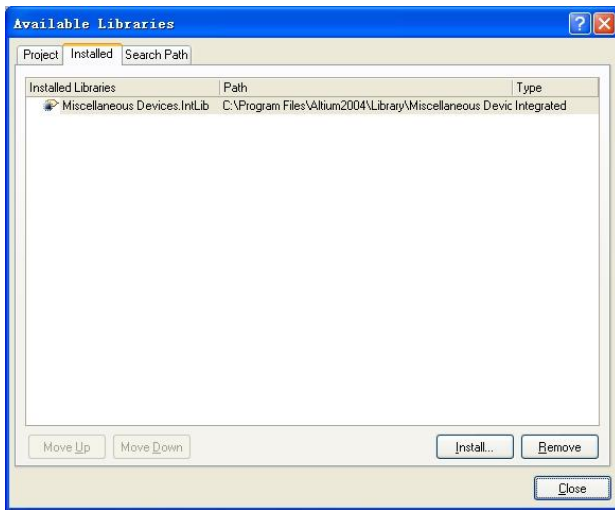 Available Libraries
Project Installed Search Path
Installed Libraries Path Type
Miscellaneous Devices.IntLib C:\Program Files\Altium2004\Library\Miscellaneous Devic Integrated
Move Up Move Down Install... Remove
Close